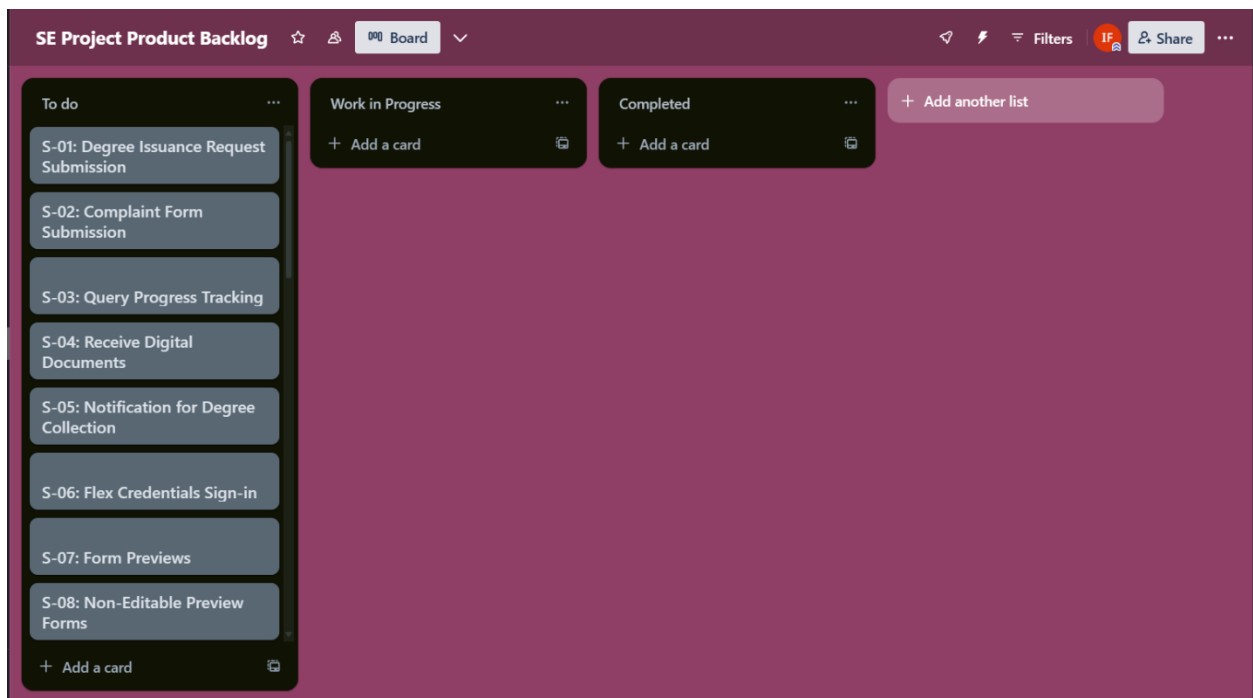 SE Project Product Backlog
Board
Filters
IF
Share
To do
S-01: Degree Issuance Request
Submission
S-02: Complaint Form
Submission
S-03: Query Progress Tracking
S-04: Receive Digital
Documents
S-05: Notification for Degree
Collection
S-06: Flex Credentials Sign-in
S-07: Form Previews
S-08: Non-Editable Preview
Forms
+ Add a card
Work in Progress
+ Add a card
Completed
+ Add a card
+ Add another list